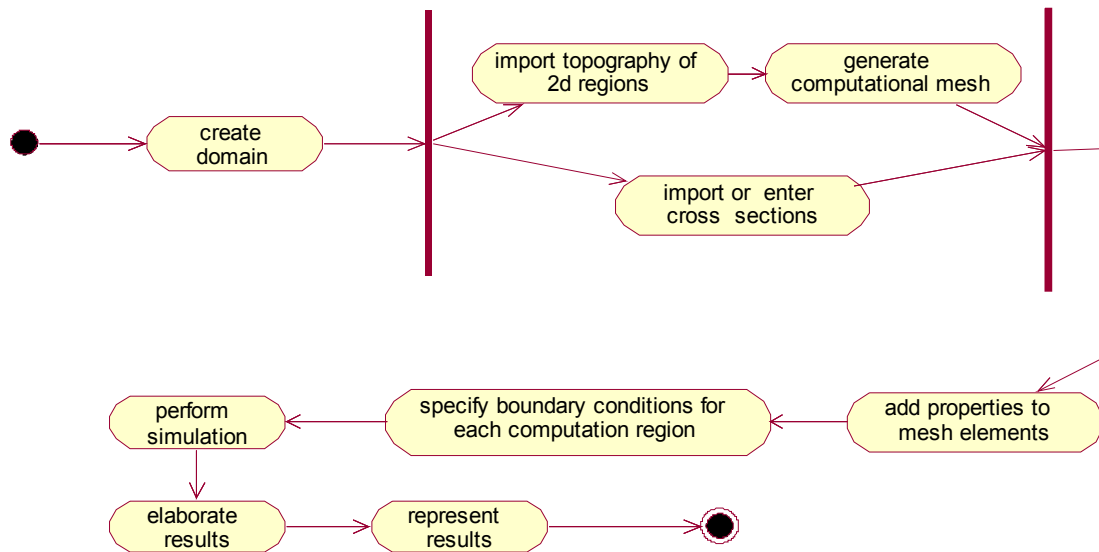 create
domain
import topography of
2d regions
generate
computational mesh
import or enter
cross sections
add properties to
mesh elements
specify boundary conditions for
each computation region
perform
simulation
elaborate
results
represent
results